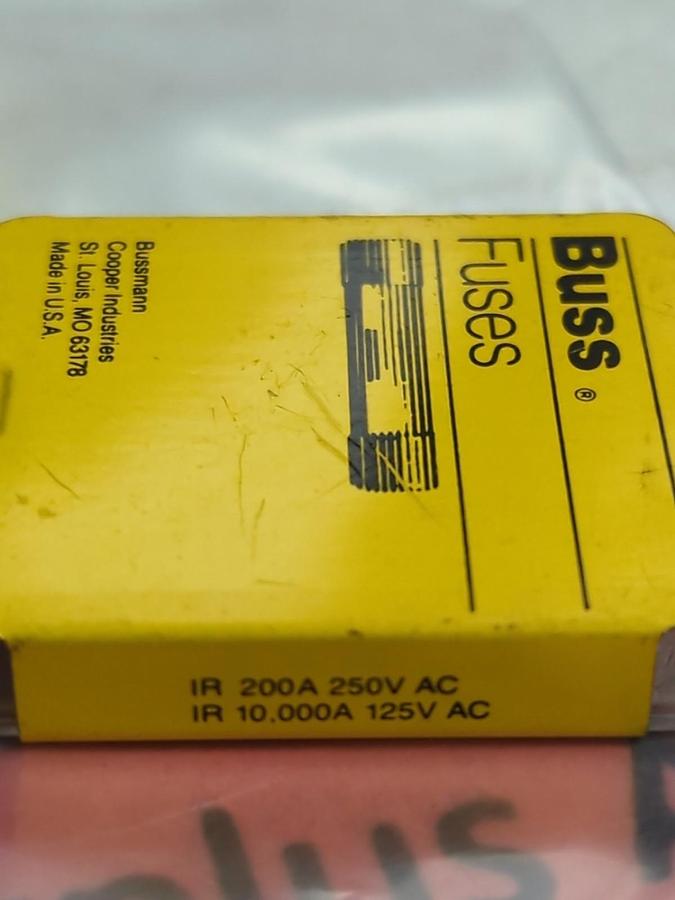 BUSS ®
Fuses
Bussmann
Cooper Industries
St. Louis, MO 63178
Made in U.S.A.
IR 200A 250V AC
IR 10,000A 125V AC
plus